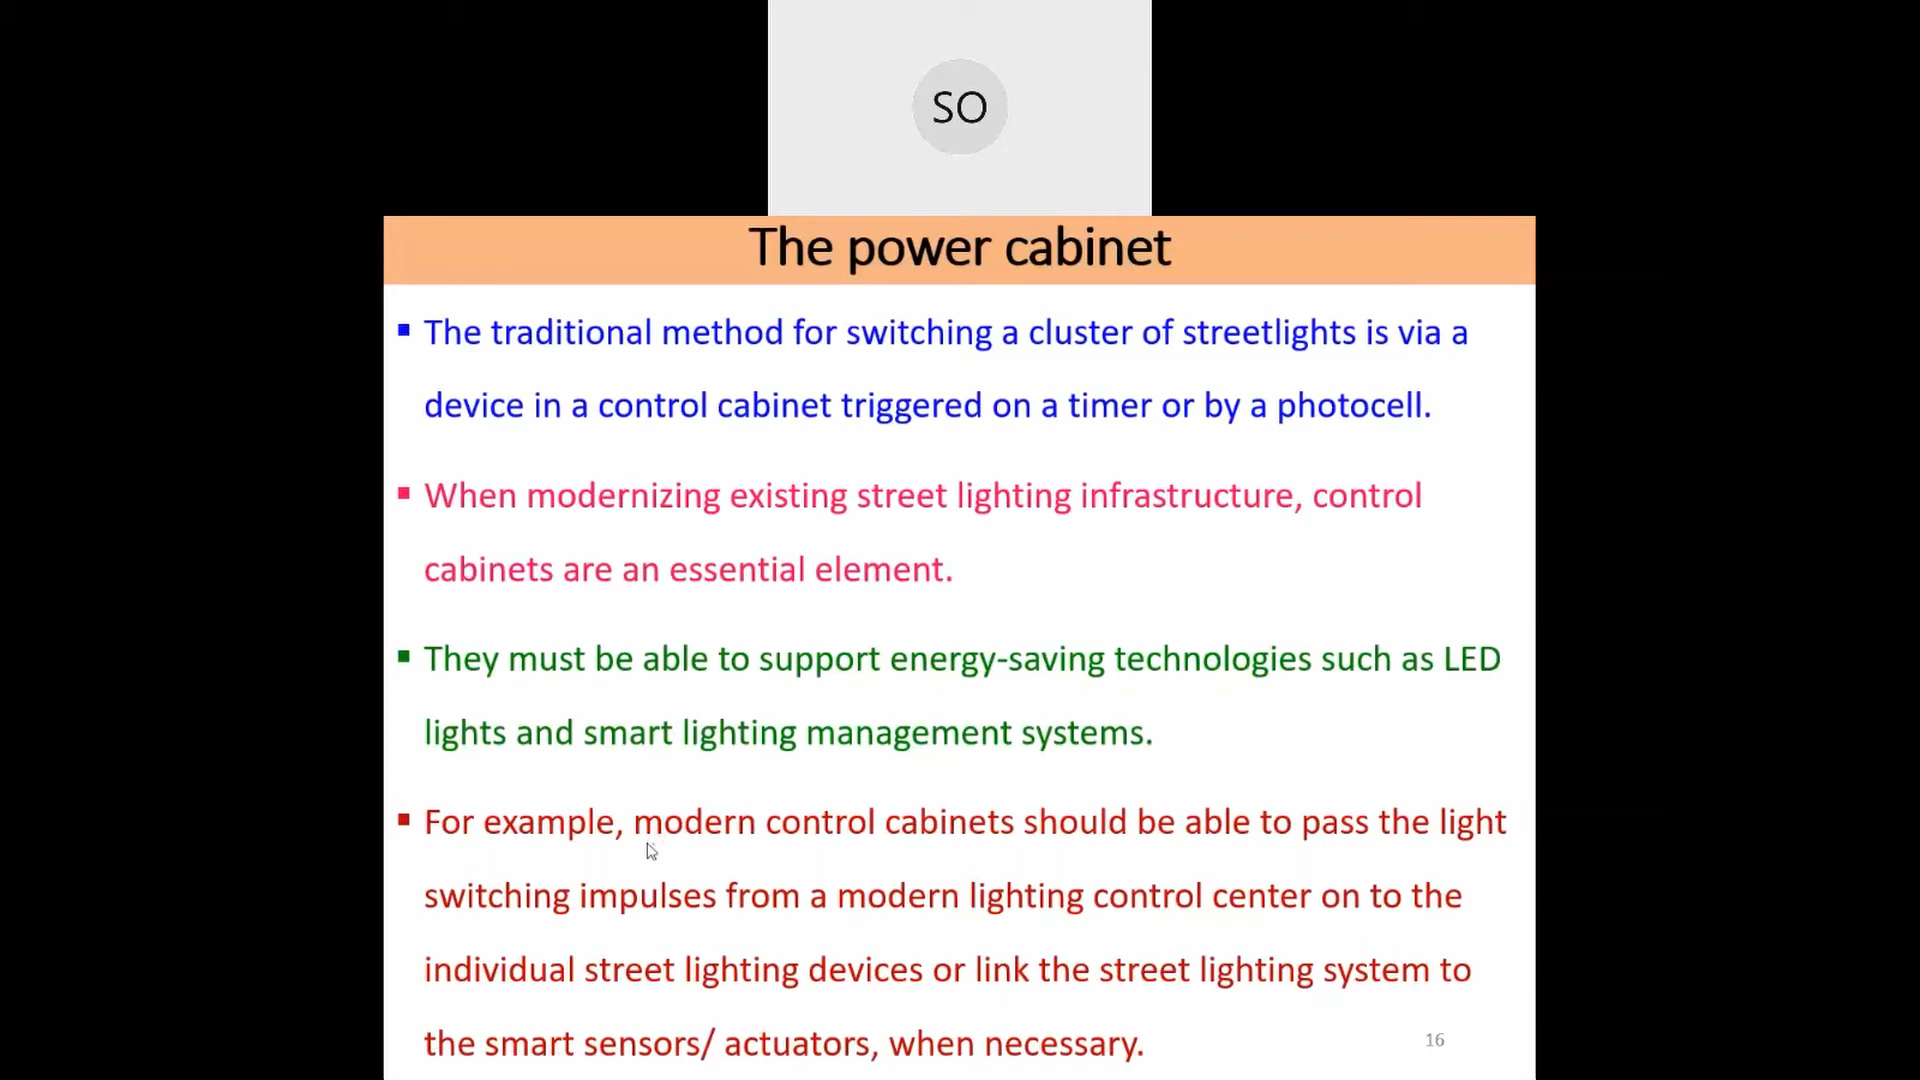 SO
The power cabinet
▪ The traditional method for switching a cluster of streetlights is via a
device in a control cabinet triggered on a timer or by a photocell.
▪ When modernizing existing street lighting infrastructure, control
cabinets are an essential element.
▪ They must be able to support energy-saving technologies such as LED
lights and smart lighting management systems.
▪ For example, modern control cabinets should be able to pass the light
switching impulses from a modern lighting control center on to the
individual street lighting devices or link the street lighting system to
the smart sensors/ actuators, when necessary.
16